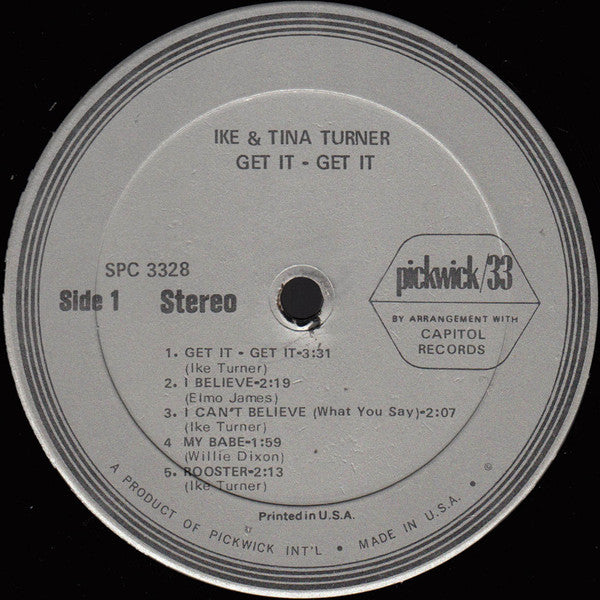 IKE & TINA TURNER
GET IT - GET IT
SPC 3328
Side 1 Stereo
pickwick/33
BY ARRANGEMENT WITH
CAPITOL
RECORDS
1. GET IT - GET IT-3:31
(Ike Turner)
2. I BELIEVE-2:19
(Elmo James)
3. I CAN'T BELIEVE (What You Say)-2:07
(Ike Turner)
4 MY BABE-1:59
(Willie Dixon)
5. ROOSTER-2:13
(Ike Turner)
Printed in U.S.A.
A PRODUCT OF PICKWICK INT'L • MADE IN U.S.A. •